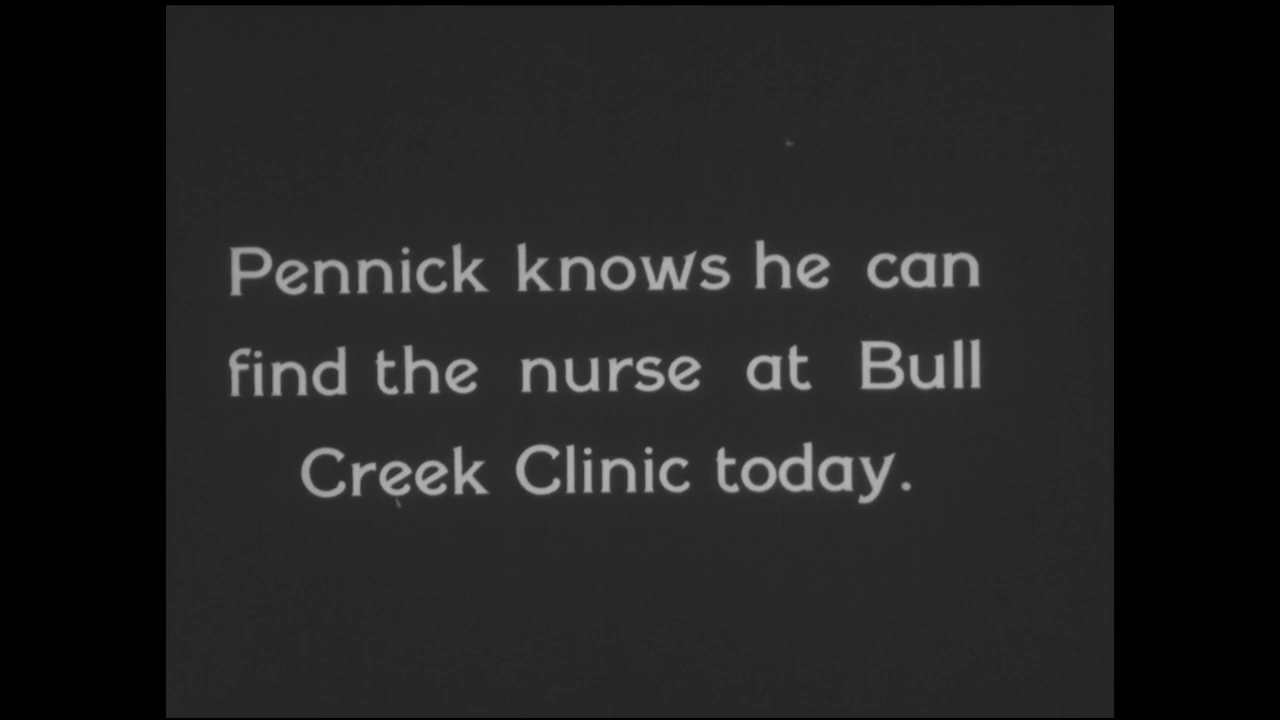 Pennick knows he can
find the nurse at Bull
Creek Clinic today.